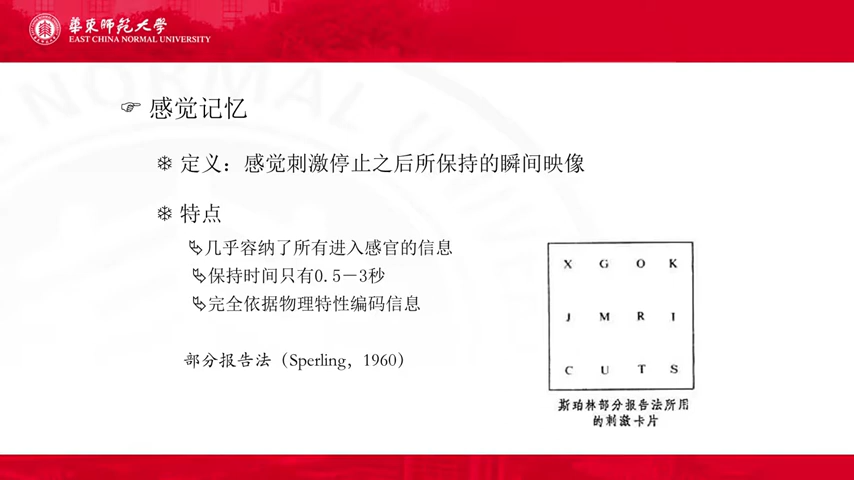 華東師範大學
EAST CHINA NORMAL UNIVERSITY
感觉记忆
定义：感觉刺激停止之后所保持的瞬间映像
特点
几乎容纳了所有进入感官的信息
保持时间只有0.5－3秒
完全依据物理特性编码信息
部分报告法（Sperling，1960）
X G O K
J M R I
C U T S
斯珀林部分报告法所用
的刺激卡片